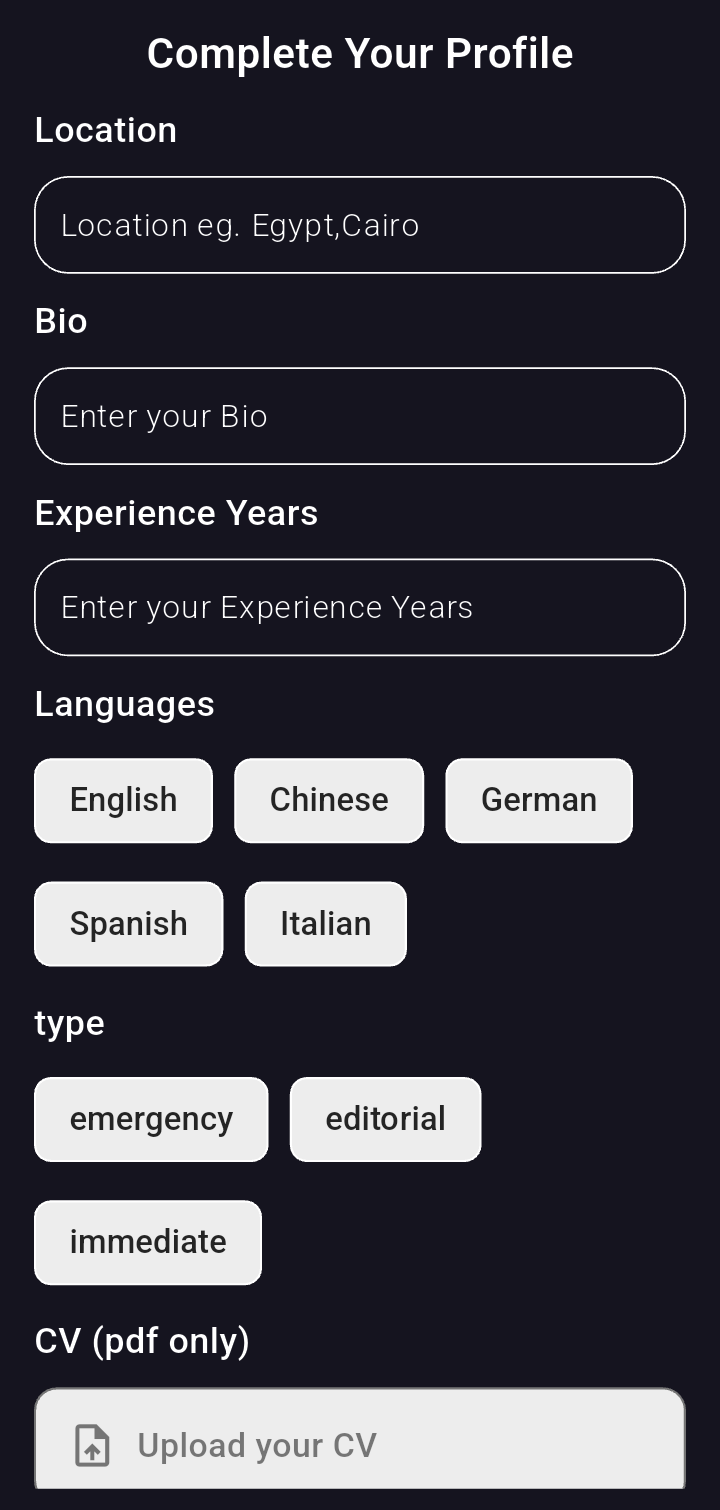 Complete Your Profile
Location
Location eg. Egypt,Cairo
Bio
Enter your Bio
Experience Years
Enter your Experience Years
Languages
English Chinese German
Spanish Italian
type
emergency editorial
immediate
CV (pdf only)
Upload your CV